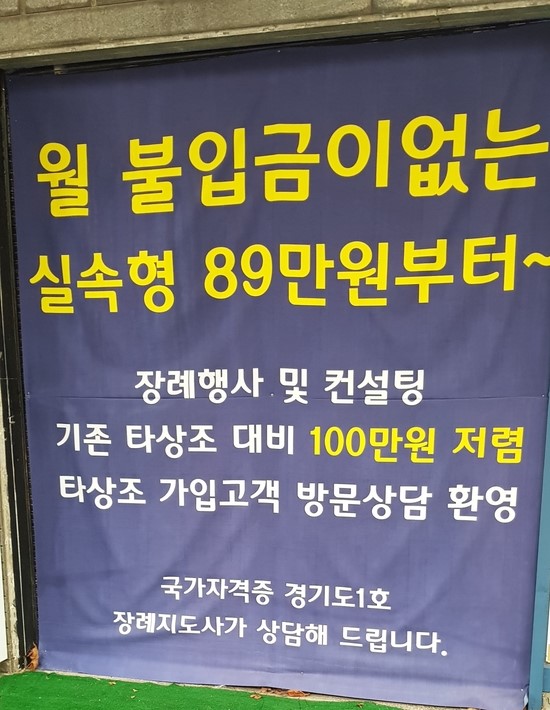 월 불입금이없는
실속형 89만원부터~
장례행사 및 컨설팅
기존 타상조 대비 100만원 저렴
타상조 가입고객 방문상담 환영
국가자격증 경기도1호
장례지도사가 상담해 드립니다.